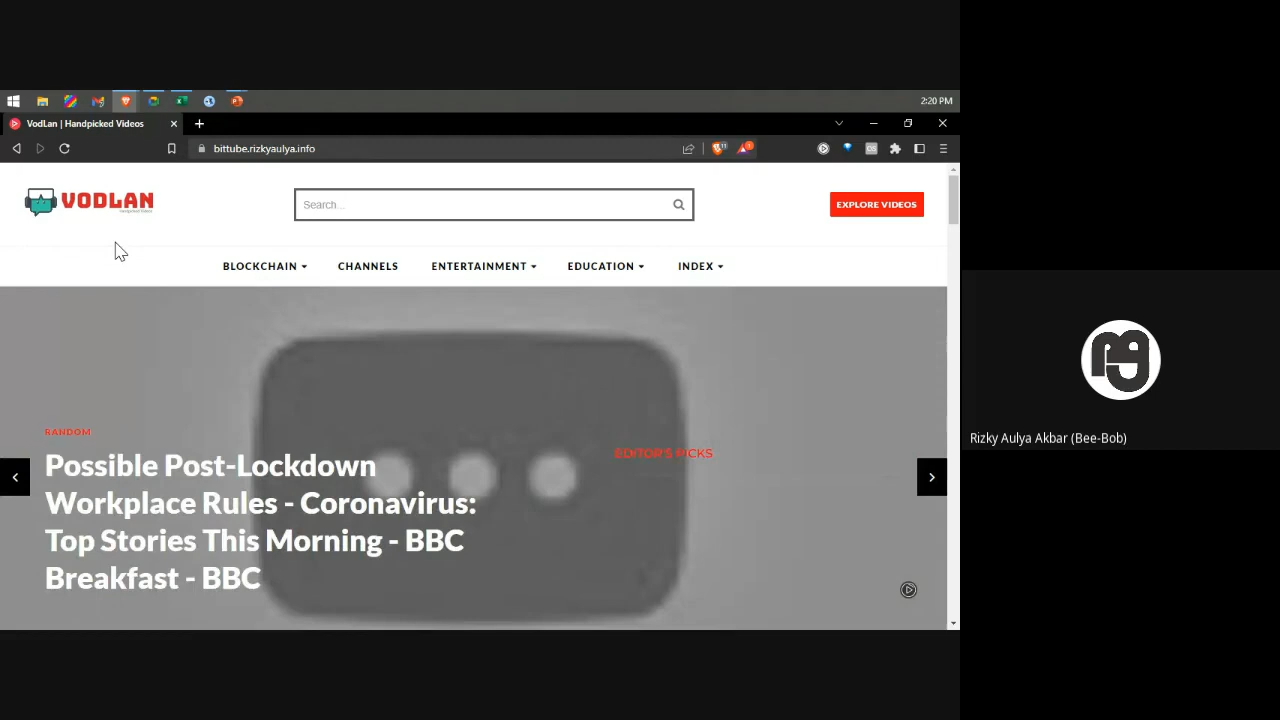 2:20 PM
VodLan | Handpicked Videos
bittube.rizkyaulya.info
VODLAN
Search...
EXPLORE VIDEOS
BLOCKCHAIN
CHANNELS
ENTERTAINMENT
EDUCATION
INDEX
RANDOM
EDITOR'S PICKS
Possible Post-Lockdown
Workplace Rules - Coronavirus:
Top Stories This Morning - BBC
Breakfast - BBC
Rizky Aulya Akbar (Bee-Bob)